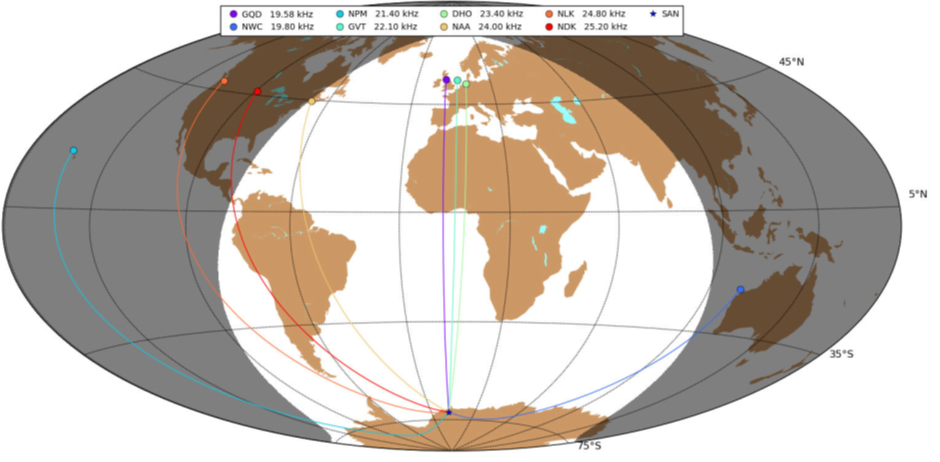 GQD 19.58 kHz NPM 21.40 kHz DHO 23.40 kHz NLK 24.80 kHz SAN
NWC 19.80 kHz GVT 22.10 kHz NAA 24.00 kHz NDK 25.20 kHz
45°N
5°N
35°S
75°S